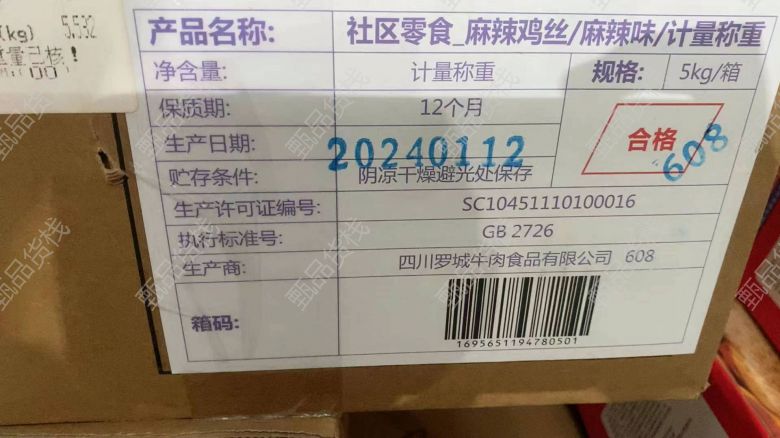 (kg) 5.532
重量已核!
产品名称: 社区零食_麻辣鸡丝/麻辣味/计量称重
净含量: 计量称重 规格: 5kg/箱
保质期: 12个月
生产日期: 20240112
合格
608
贮存条件: 阴凉干燥避光处保存
生产许可证编号: SC10451110100016
执行标准号: GB 2726
生产商: 四川罗城牛肉食品有限公司 608
箱码:
1695651194780501
甄品货栈